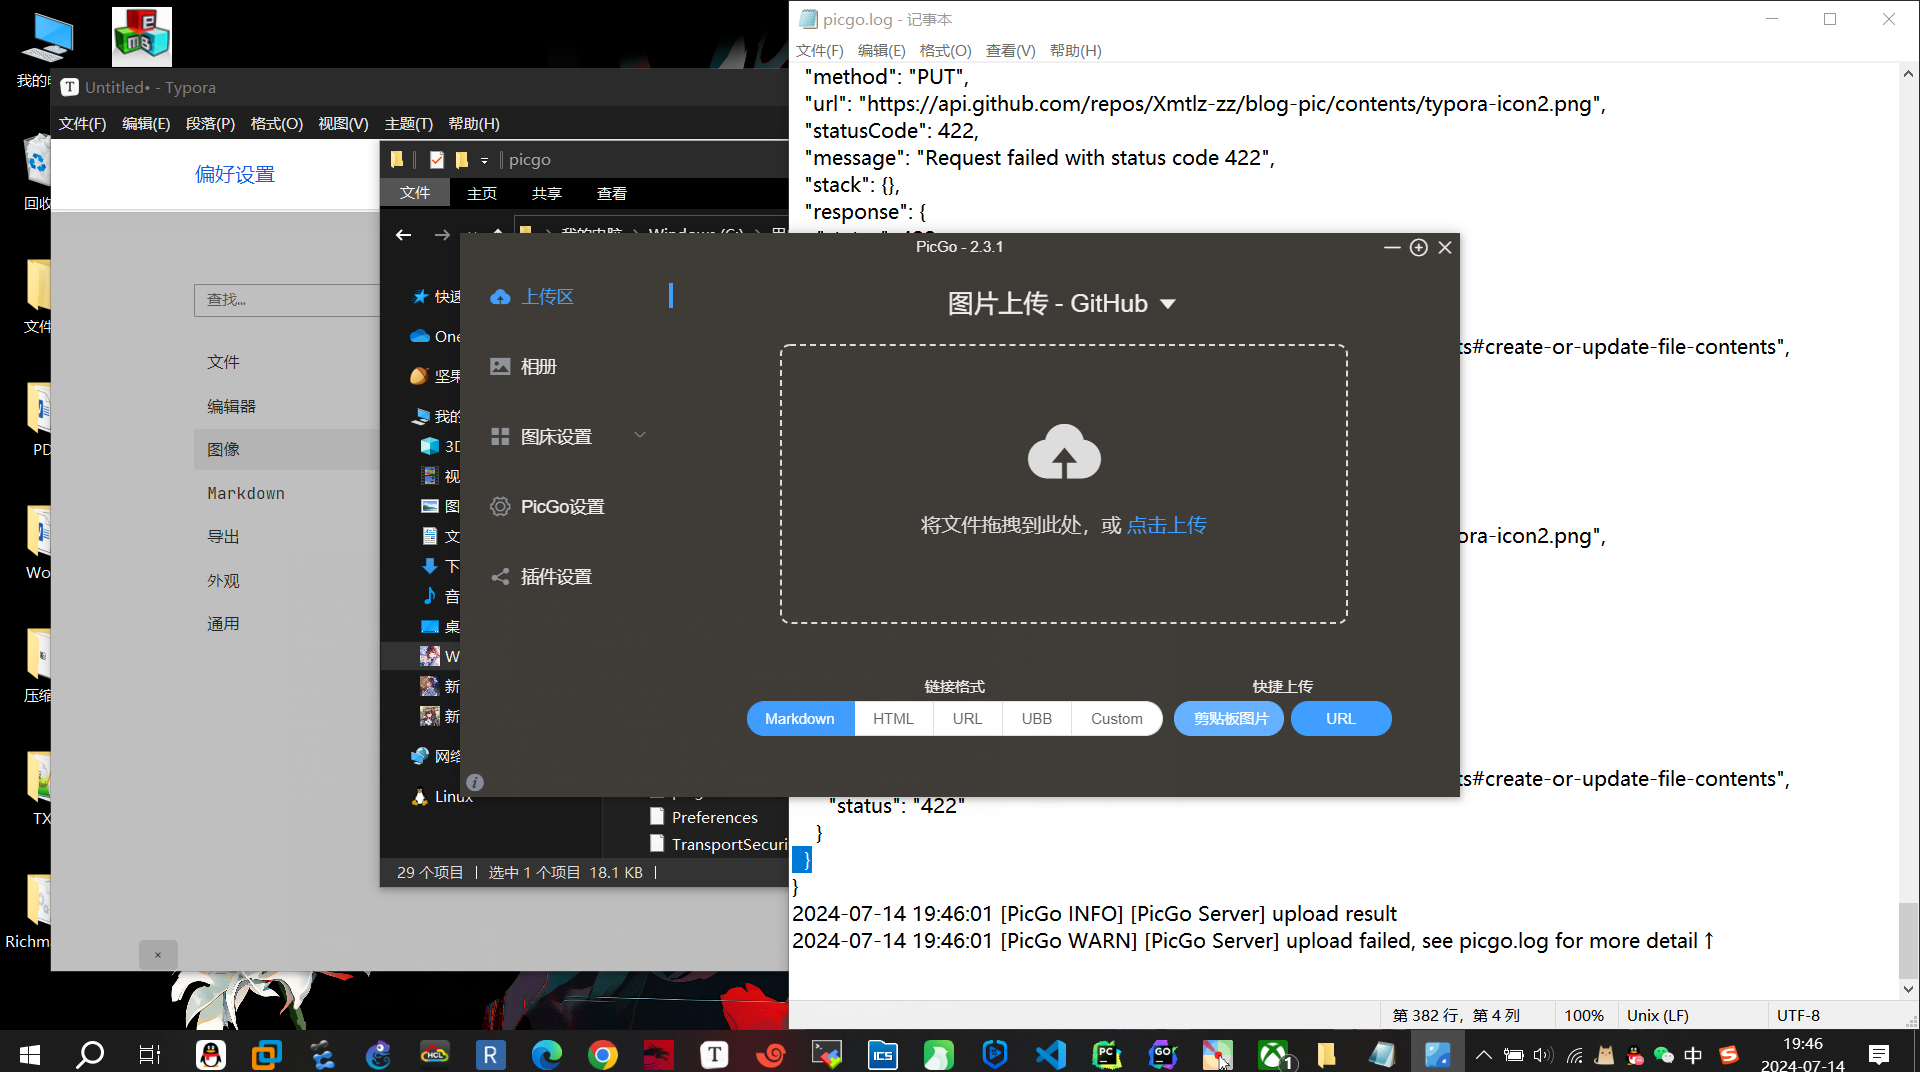 picgo.log - 记事本
文件(F) 编辑(E) 格式(O) 查看(V) 帮助(H)
"method": "PUT",
"url": "https://api.github.com/repos/Xmtlz-zz/blog-pic/contents/typora-icon2.png",
"statusCode": 422,
"message": "Request failed with status code 422",
"stack": {},
"response": {
ts#create-or-update-file-contents",
ora-icon2.png",
ts#create-or-update-file-contents",
"status": "422"
}
}
}
2024-07-14 19:46:01 [PicGo INFO] [PicGo Server] upload result
2024-07-14 19:46:01 [PicGo WARN] [PicGo Server] upload failed, see picgo.log for more detail ↑
第 382 行，第 4 列
100%
Unix (LF)
UTF-8
Untitled• - Typora
文件(F) 编辑(E) 段落(P) 格式(O) 视图(V) 主题(T) 帮助(H)
偏好设置
查找...
文件
编辑器
图像
Markdown
导出
外观
通用
×
picgo
文件 主页 共享 查看
快速
One
坚果
我的
3D
视
图
文
下
音
桌
W
新
新
网络
Linux
Preferences
TransportSecuri
29 个项目
选中 1 个项目 18.1 KB
PicGo - 2.3.1
上传区
相册
图床设置
PicGo设置
插件设置
图片上传 - GitHub
将文件拖拽到此处，或 点击上传
链接格式
Markdown HTML URL UBB Custom
快捷上传
剪贴板图片 URL
我的
回收
文件
PD
Wo
压缩
TX
Richm
中
19:46
2024-07-14